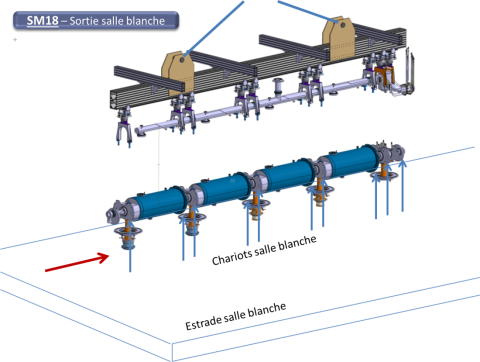 SM18 – Sortie salle blanche
Chariots salle blanche
Estrade salle blanche